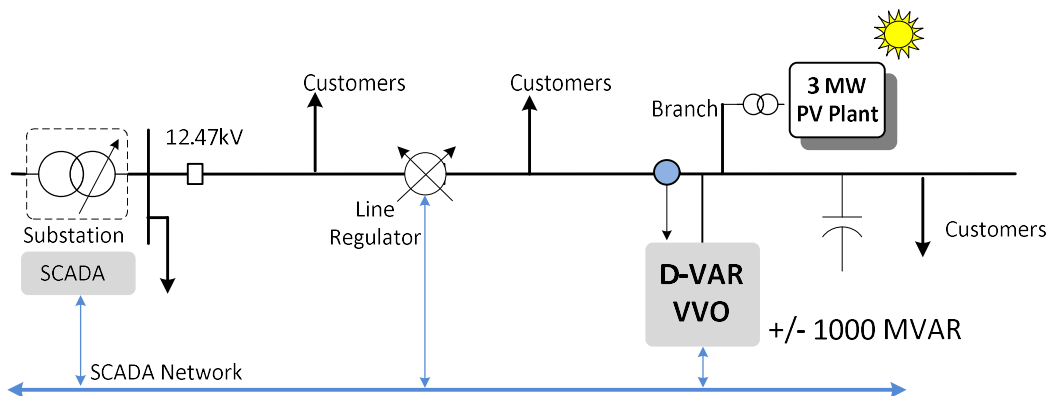 Customers
Customers
3 MW
PV Plant
Branch
12.47kV
Line
Regulator
Substation
SCADA
Customers
D-VAR
VVO
+/- 1000 MVAR
SCADA Network